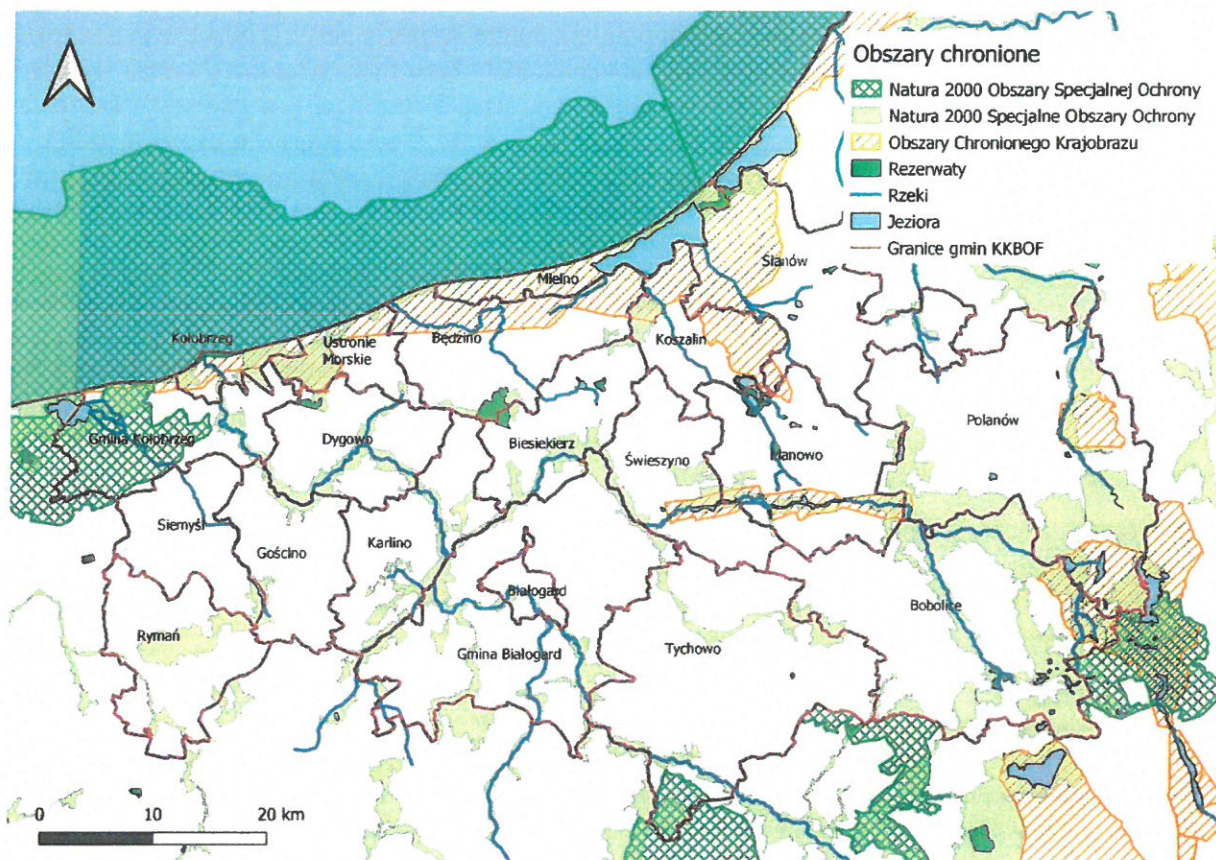 Obszary chronione
Natura 2000 Obszary Specjalnej Ochrony
Natura 2000 Specjalne Obszary Ochrony
Obszary Chronionego Krajobrazu
Rezerwaty
Rzeki
Jeziora
Granice gmin KKBOF
Sianów
Mielno
Kołobrzeg
Ustronie
Morskie
Będzino
Koszalin
Polanów
Gmina Kołobrzeg
Dygowo
Biesiekierz
Świeszyno
Manowo
Siemyśl
Gościno
Karlino
Białogard
Bobolice
Rymań
Gmina Białogard
Tychowo
0 10 20 km